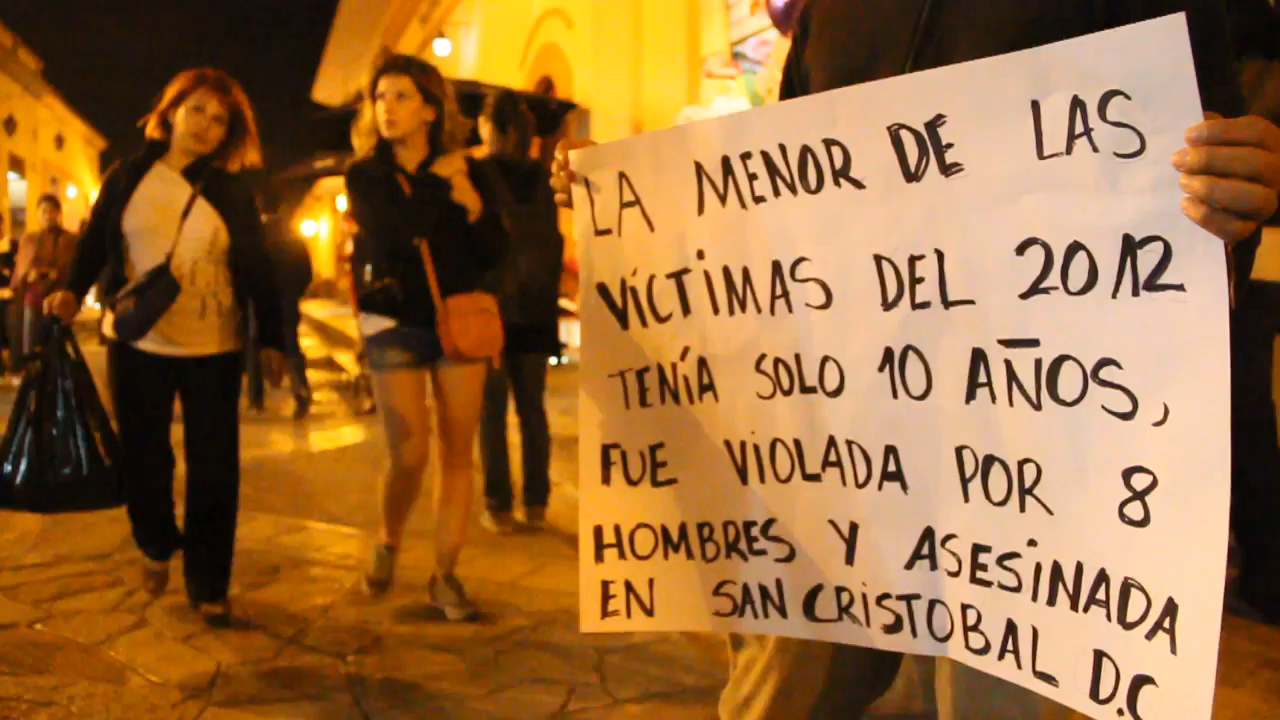 LA MENOR DE LAS
VÍCTIMAS DEL 2012
TENÍA SOLO 10 AÑOS,
FUE VIOLADA POR 8
HOMBRES Y ASESINADA
EN SAN CRISTOBAL D.C